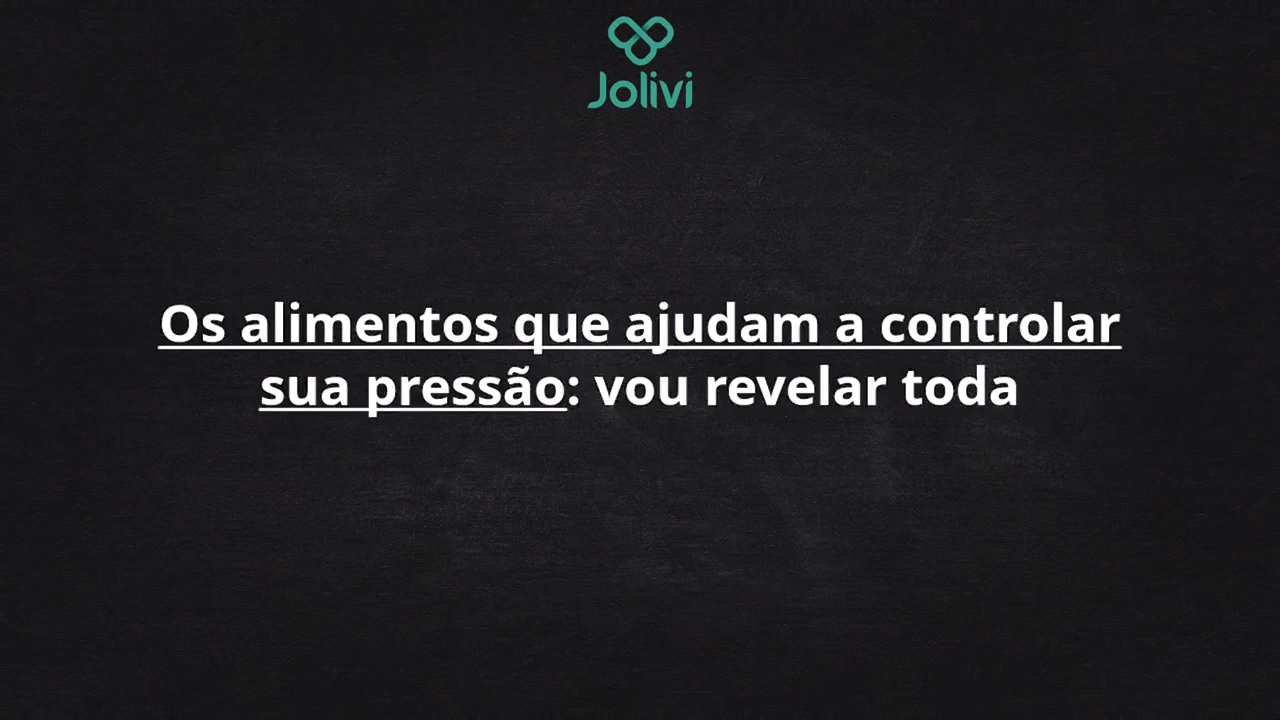 Jolivi
Os alimentos que ajudam a controlar
sua pressão: vou revelar toda